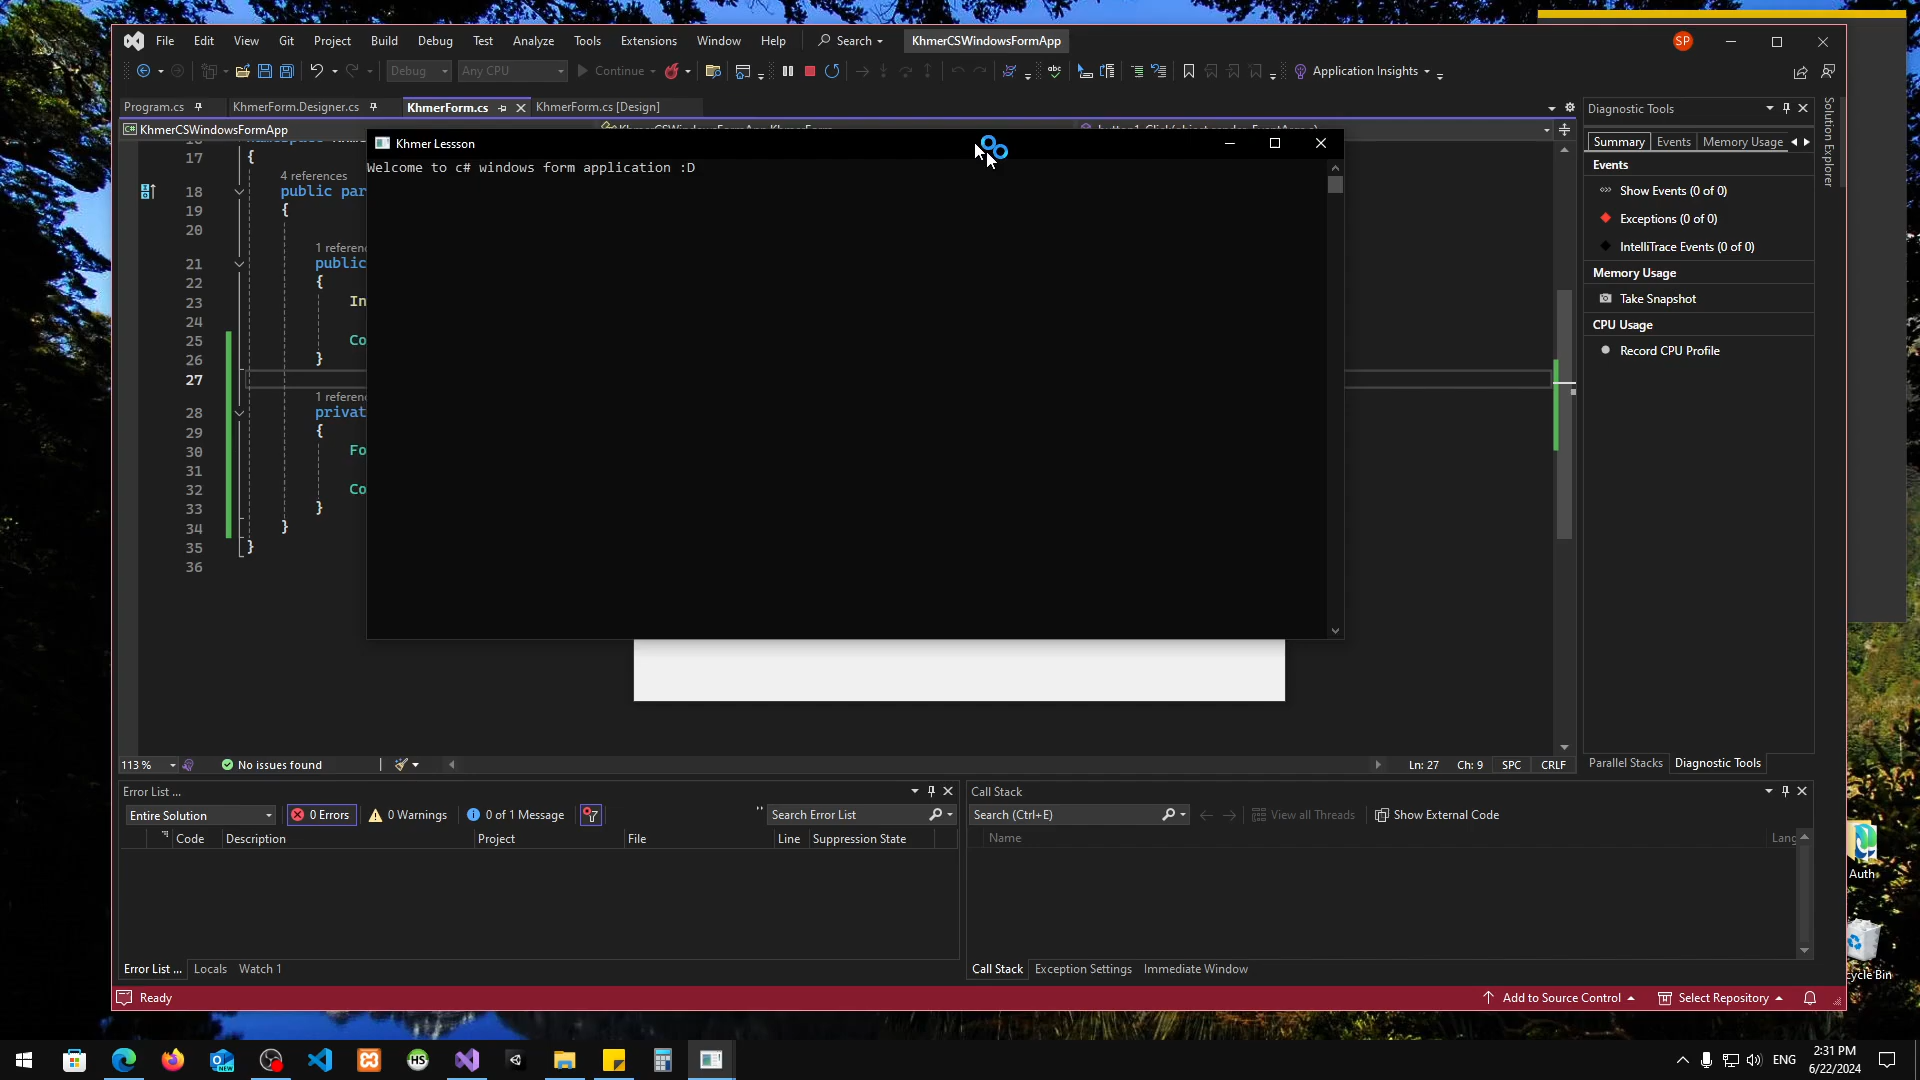 File Edit View Git Project Build Debug Test Analyze Tools Extensions Window Help Search KhmerCSWindowsFormApp SP
Debug Any CPU Continue Application Insights
Program.cs KhmerForm.Designer.cs KhmerForm.cs KhmerForm.cs [Design]
KhmerCSWindowsFormApp
Khmer Lessson
Welcome to c# windows form application :D
17 {
4 references
18 public par
19 {
20
1 referen
21 public
22 {
23 In
24
25 Co
26 }
27
1 referen
28 privat
29 {
30 Fo
31
32 Co
33 }
34 }
35 }
36
Diagnostic Tools
Summary Events Memory Usage
Events
Show Events (0 of 0)
Exceptions (0 of 0)
IntelliTrace Events (0 of 0)
Memory Usage
Take Snapshot
CPU Usage
Record CPU Profile
Solution Explorer
Parallel Stacks Diagnostic Tools
113 % No issues found Ln: 27 Ch: 9 SPC CRLF
Error List ...
Entire Solution 0 Errors 0 Warnings 0 of 1 Message Search Error List
Code Description Project File Line Suppression State
Error List ... Locals Watch 1
Call Stack
Search (Ctrl+E) View all Threads Show External Code
Name Lang
Call Stack Exception Settings Immediate Window
Ready Add to Source Control Select Repository
Auth
cycle Bin
NEW
HS
ENG
2:31 PM
6/22/2024